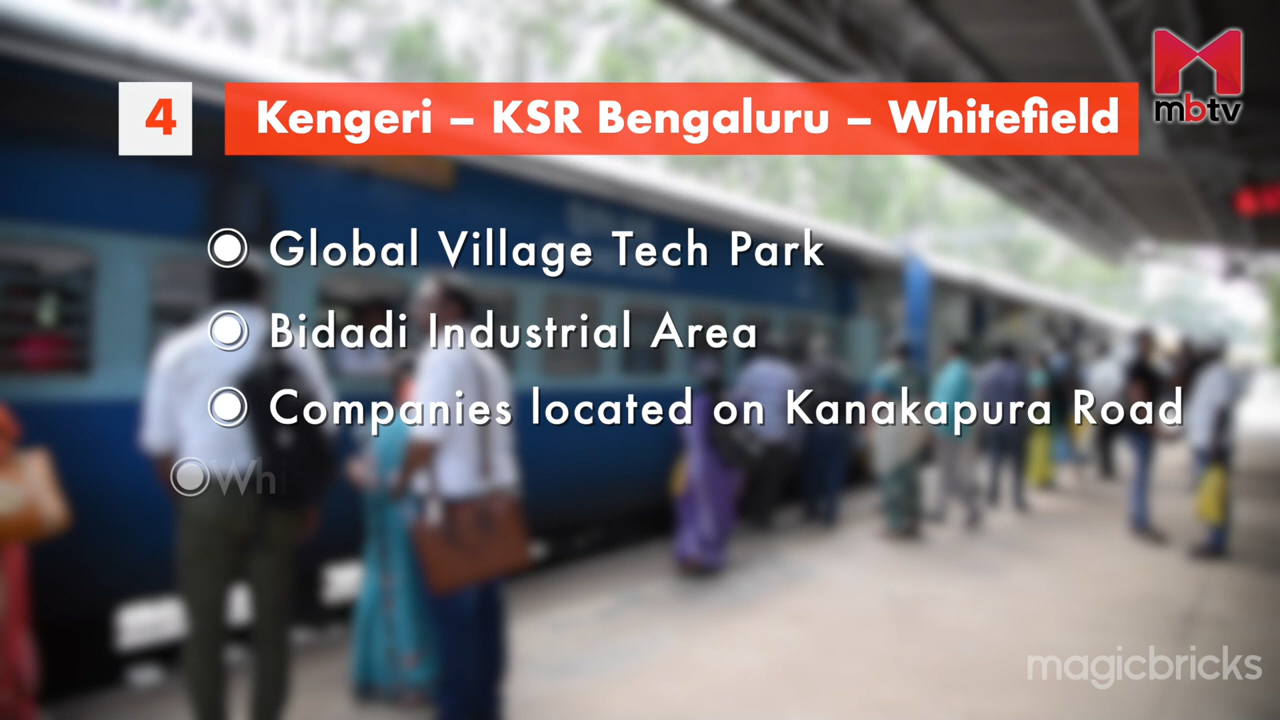 4 Kengeri – KSR Bengaluru – Whitefield
mbtv
Global Village Tech Park
Bidadi Industrial Area
Companies located on Kanakapura Road
Whi
magicbricks